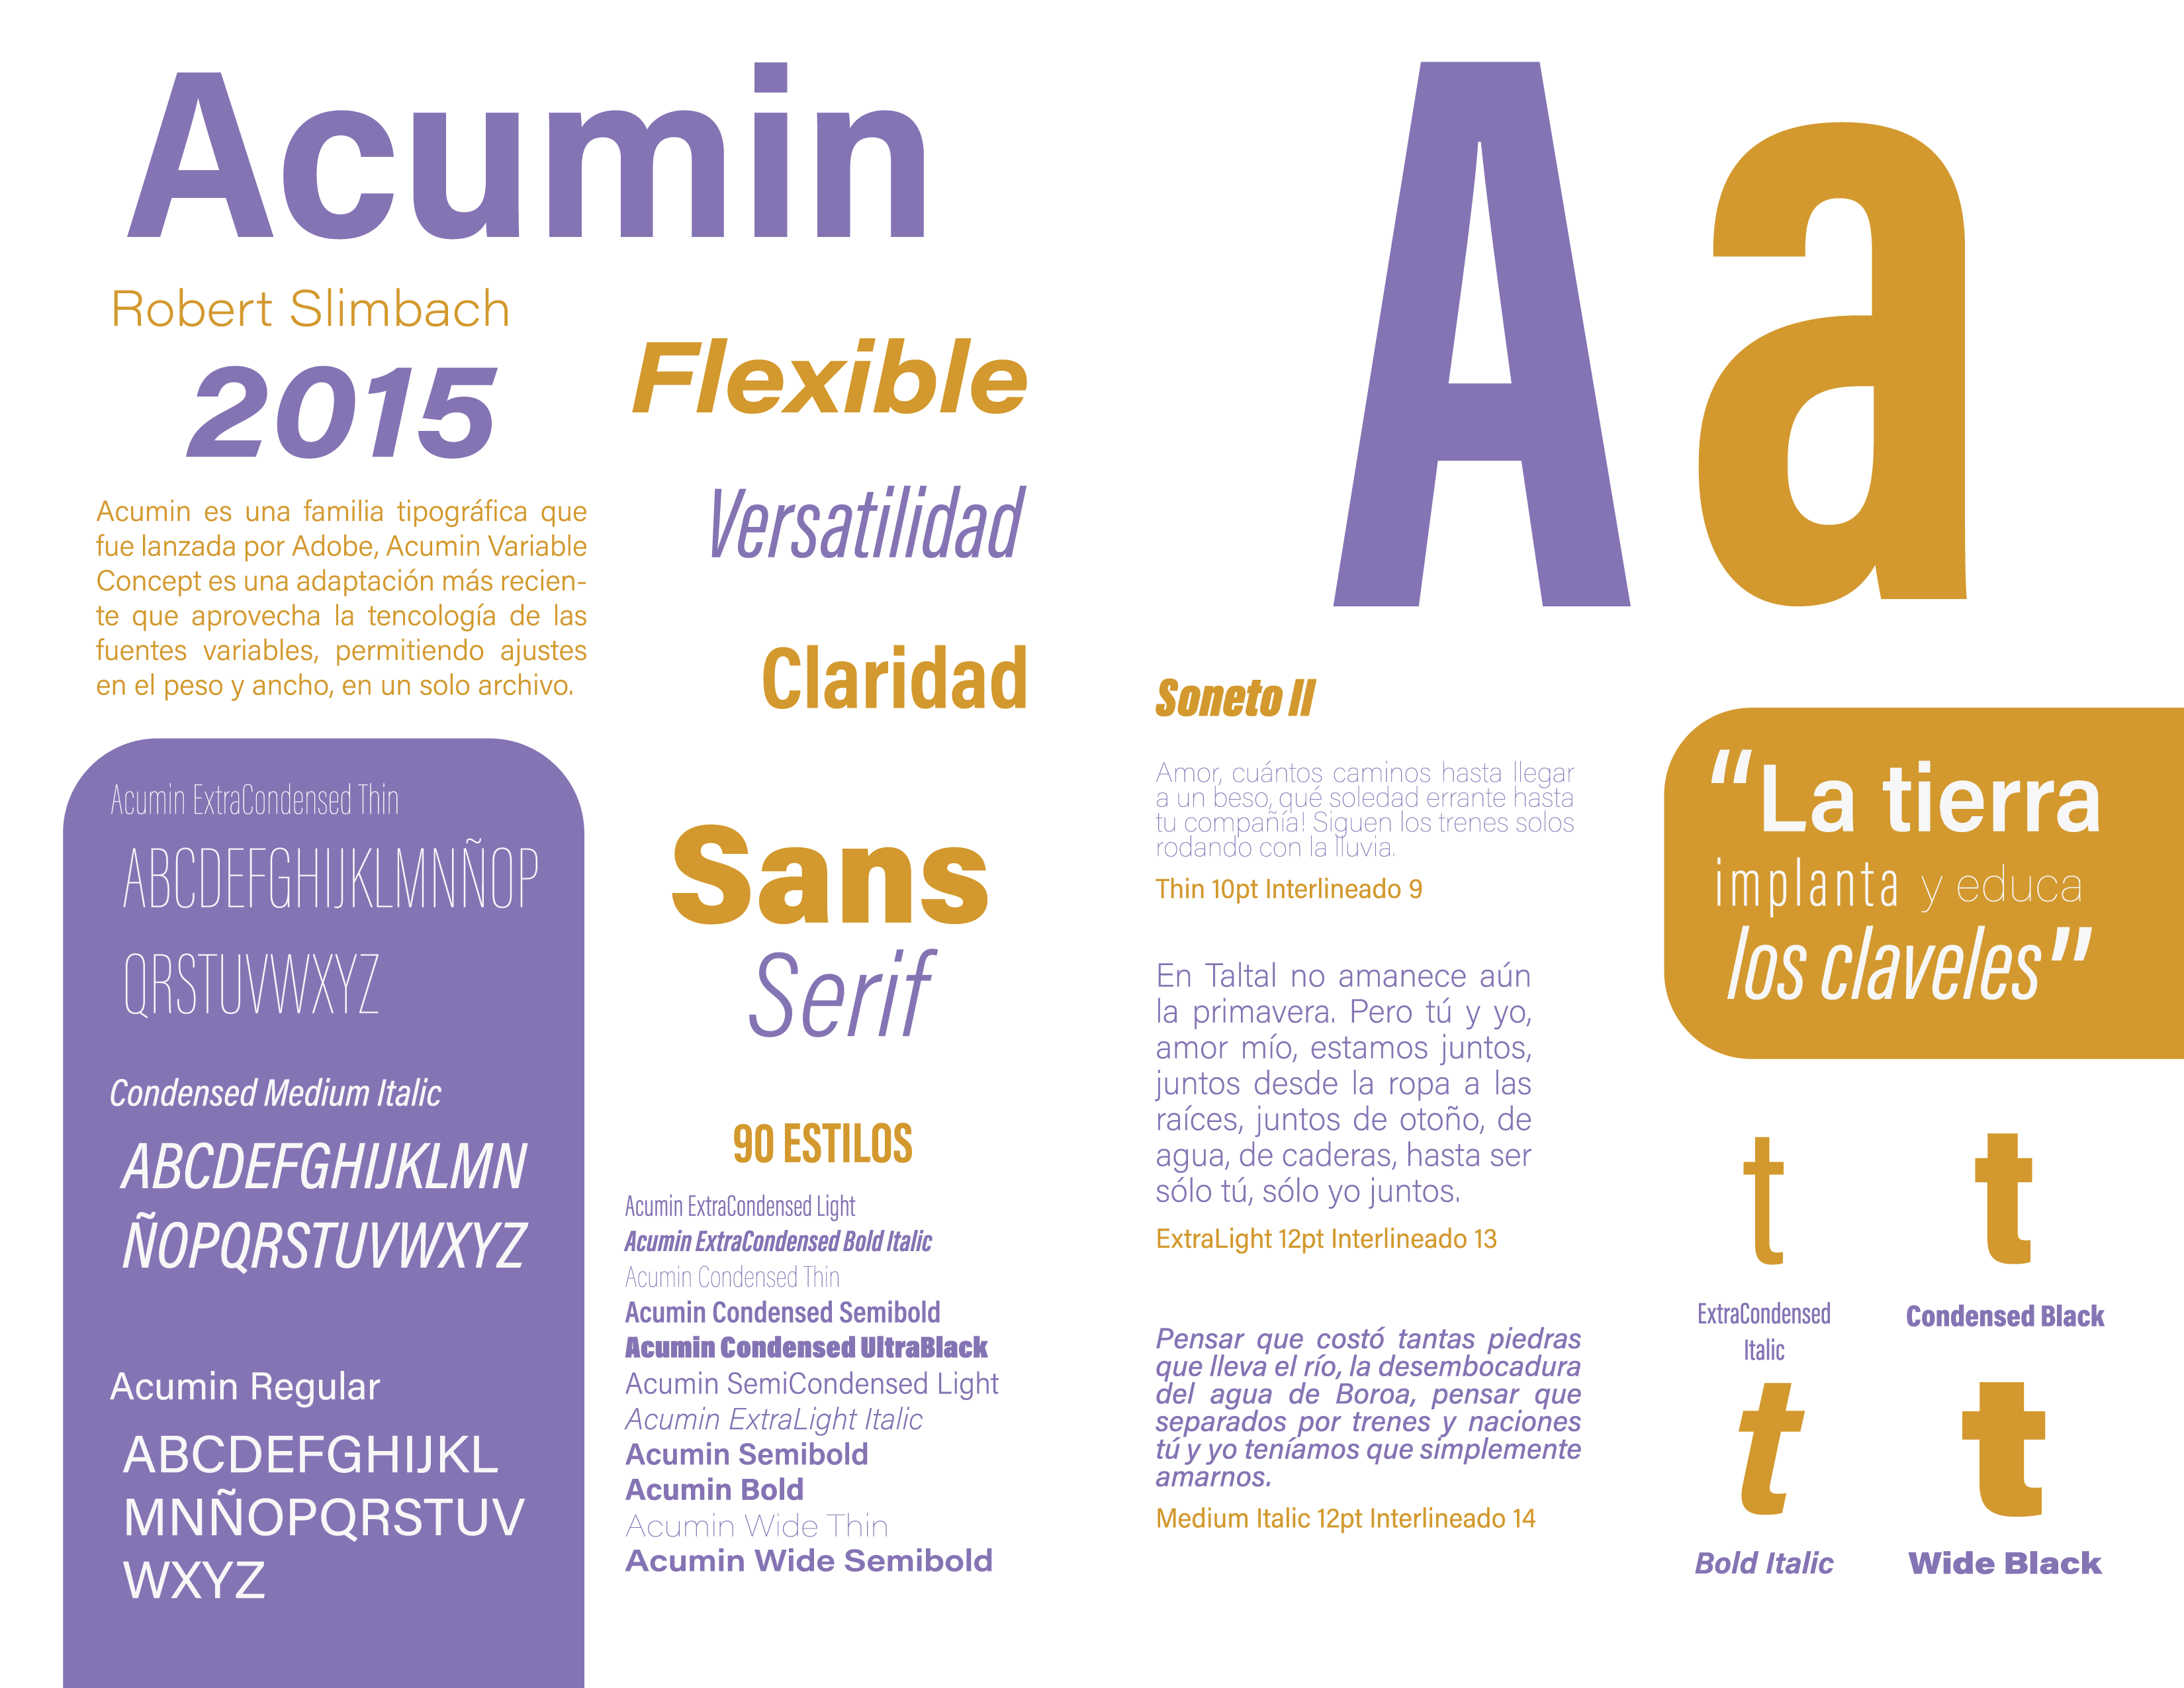 Acumin
Robert Slimbach
2015
Acumin es una familia tipográfica que
fue lanzada por Adobe, Acumin Variable
Concept es una adaptación más recien-
te que aprovecha la tencología de las
fuentes variables, permitiendo ajustes
en el peso y ancho, en un solo archivo.
Acumin ExtraCondensed Thin
ABCDEFGHIJKLMNÑOP
QRSTUVWXYZ
Condensed Medium Italic
ABCDEFGHIJKLMN
ÑOPQRSTUVWXYZ
Acumin Regular
ABCDEFGHIJKL
MNÑOPQRSTUV
WXYZ
Flexible
Versatilidad
Claridad
Sans
Serif
90 ESTILOS
Acumin ExtraCondensed Light
Acumin ExtraCondensed Bold Italic
Acumin Condensed Thin
Acumin Condensed Semibold
Acumin Condensed UltraBlack
Acumin SemiCondensed Light
Acumin ExtraLight Italic
Acumin Semibold
Acumin Bold
Acumin Wide Thin
Acumin Wide Semibold
Aa
Soneto II
Amor, cuántos caminos hasta llegar
a un beso, qué soledad errante hasta
tu compañía! Siguen los trenes solos
rodando con la lluvia.
Thin 10pt Interlineado 9
En Taltal no amanece aún
la primavera. Pero tú y yo,
amor mío, estamos juntos,
juntos desde la ropa a las
raíces, juntos de otoño, de
agua, de caderas, hasta ser
sólo tú, sólo yo juntos.
ExtraLight 12pt Interlineado 13
Pensar que costó tantas piedras
que lleva el río, la desembocadura
del agua de Boroa, pensar que
separados por trenes y naciones
tú y yo teníamos que simplemente
amarnos.
Medium Italic 12pt Interlineado 14
“La tierra
implanta y educa
los claveles”
t t
ExtraCondensed
Italic
Condensed Black
t t
Bold Italic
Wide Black